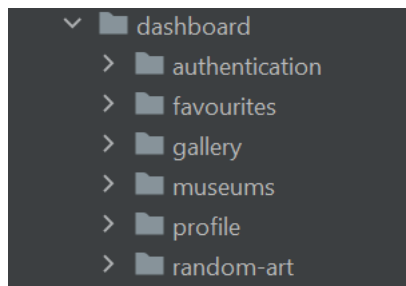 dashboard
authentication
favourites
gallery
museums
profile
random-art